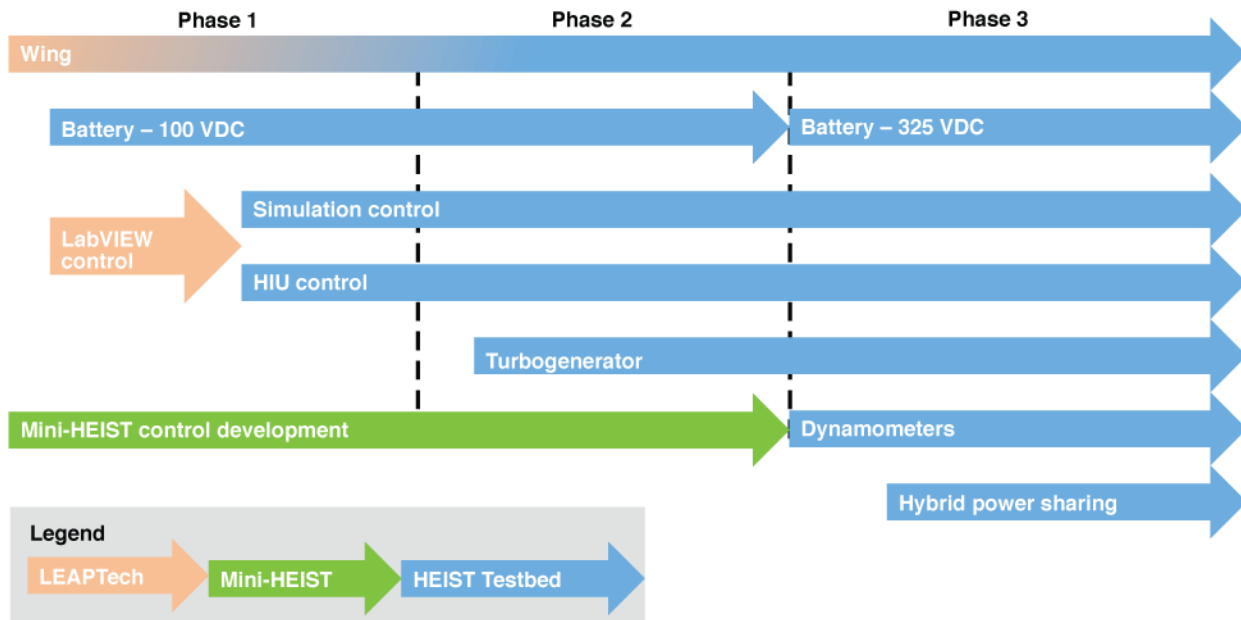 Phase 1 Phase 2 Phase 3
Wing
Battery – 100 VDC Battery – 325 VDC
Simulation control
LabVIEW
control
HIU control
Turbogenerator
Mini-HEIST control development Dynamometers
Hybrid power sharing
Legend
LEAPTech Mini-HEIST HEIST Testbed